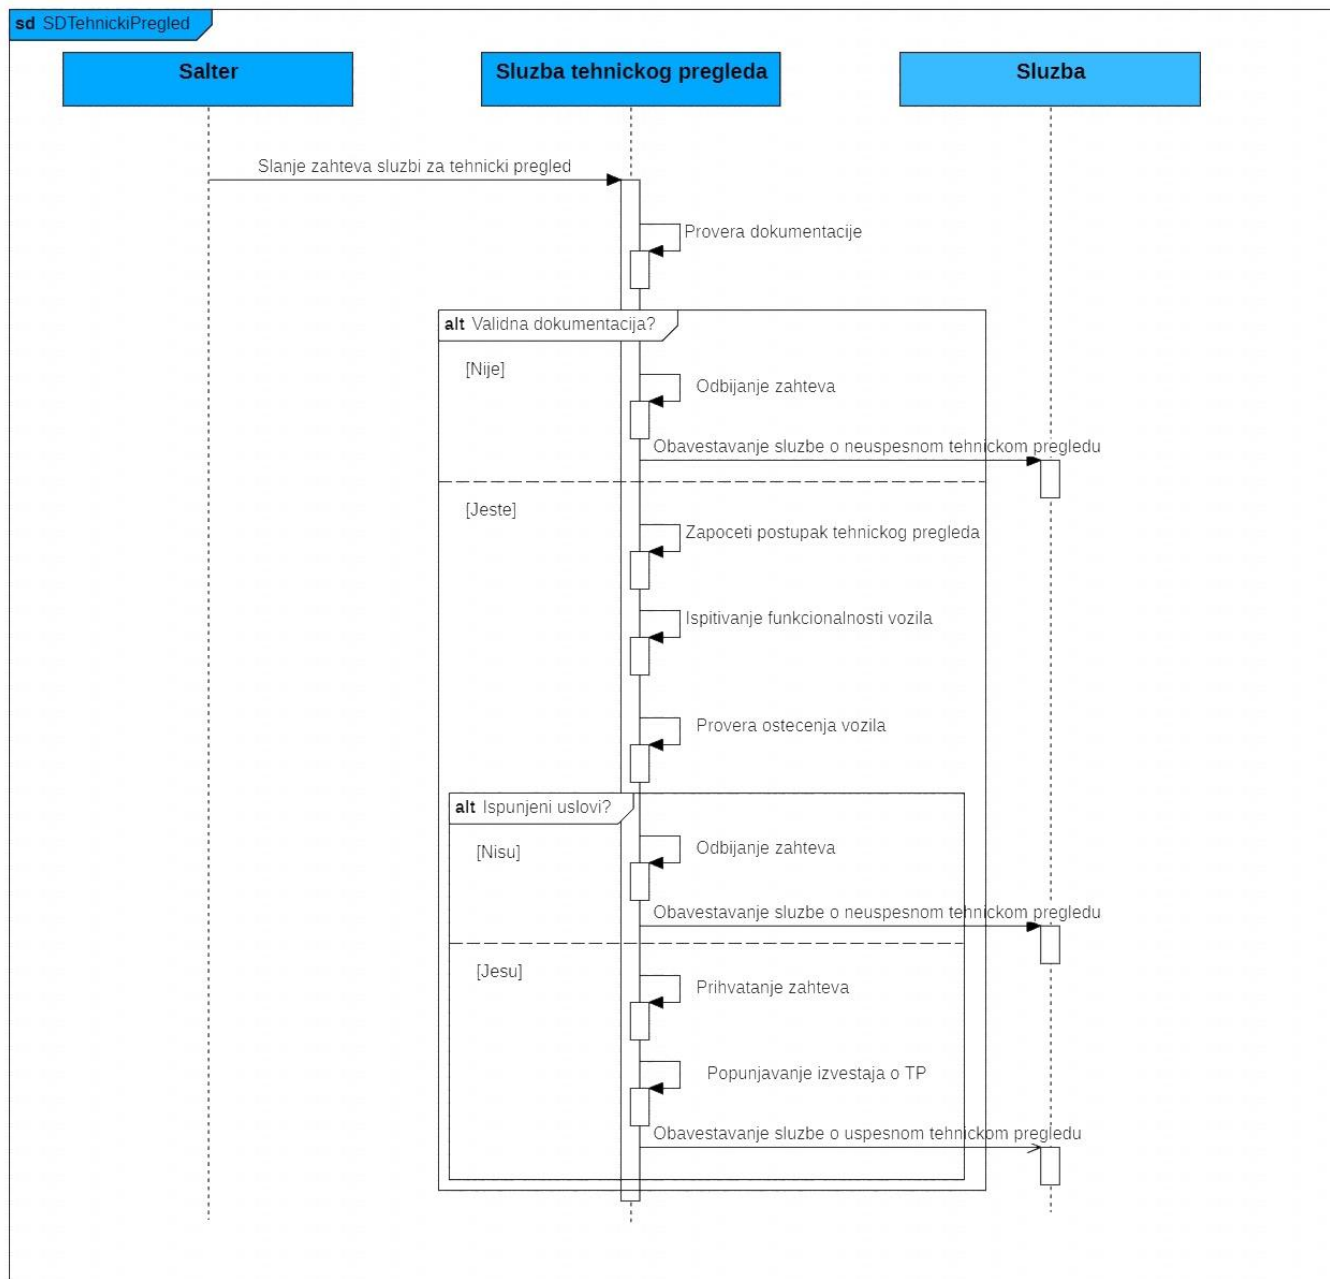 sd SDTehnickiPregled
Salter
Sluzba tehnickog pregleda
Sluzba
Slanje zahteva sluzbi za tehnicki pregled
Provera dokumentacije
alt Validna dokumentacija?
[Nije]
Odbijanje zahteva
Obavestavanje sluzbe o neuspesnom tehnickom pregledu
[Jeste]
Zapoceti postupak tehnickog pregleda
Ispitivanje funkcionalnosti vozila
Provera ostecenja vozila
alt Ispunjeni uslovi?
[Nisu]
Odbijanje zahteva
Obavestavanje sluzbe o neuspesnom tehnickom pregledu
[Jesu]
Prihvatanje zahteva
Popunjavanje izvestaja o TP
Obavestavanje sluzbe o uspesnom tehnickom pregledu